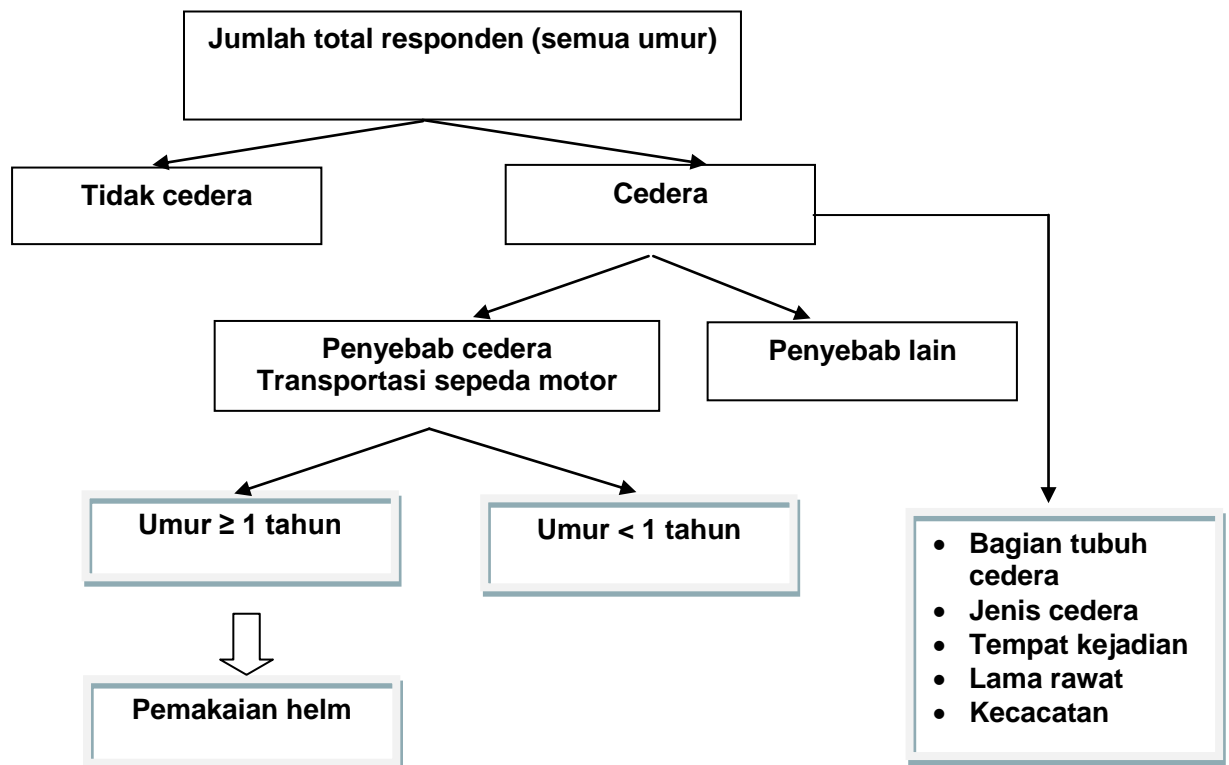 Jumlah total responden (semua umur)
Tidak cedera
Cedera
Penyebab cedera
Transportasi sepeda motor
Penyebab lain
Umur ≥ 1 tahun
Umur < 1 tahun
• Bagian tubuh
cedera
• Jenis cedera
• Tempat kejadian
• Lama rawat
• Kecacatan
Pemakaian helm